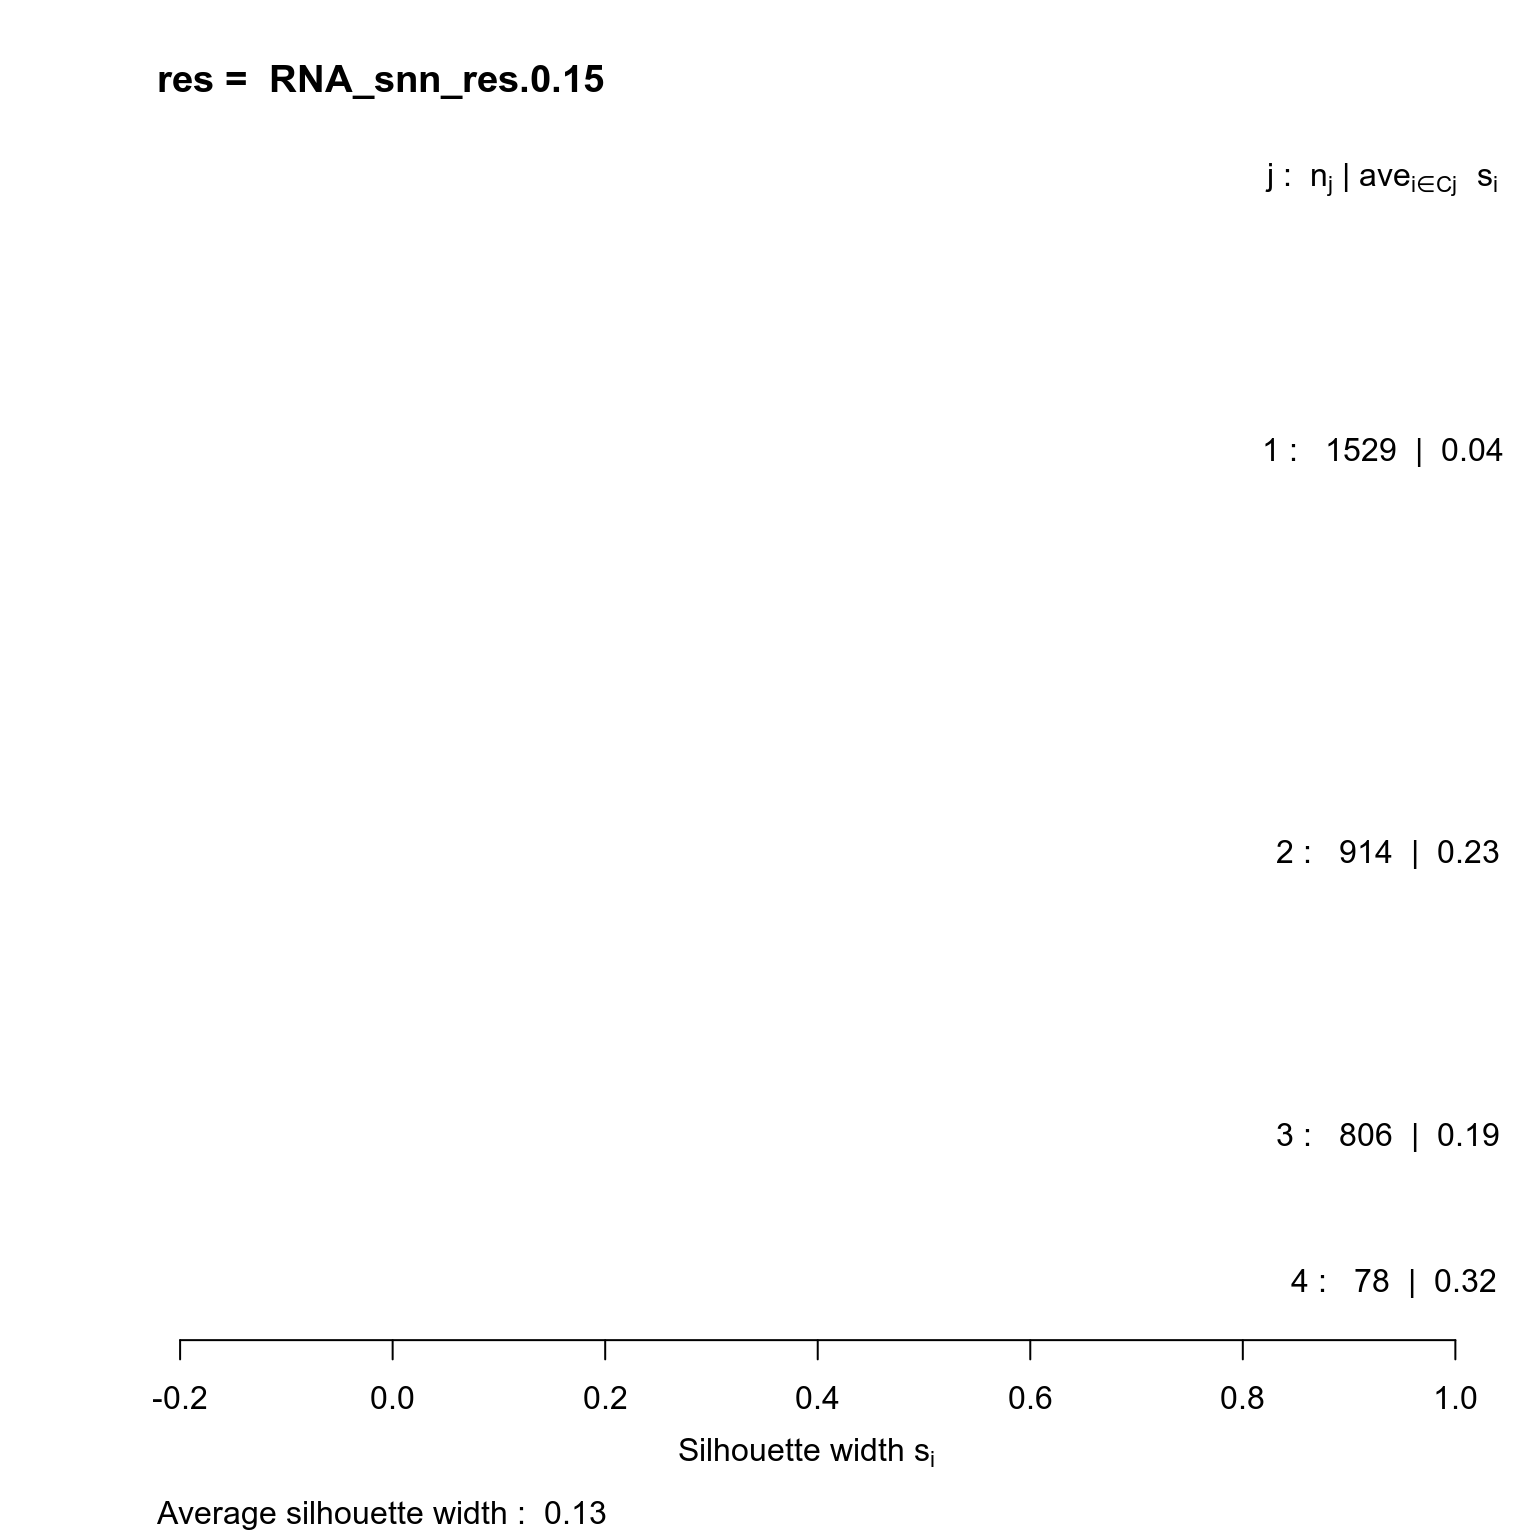 res =  RNA_snn_res.0.15
j :  nj | avei∈Cj  si
1 :   1529  |  0.04
2 :   914  |  0.23
3 :   806  |  0.19
4 :   78  |  0.32
-0.2 0.0 0.2 0.4 0.6 0.8 1.0
Silhouette width si
Average silhouette width :  0.13